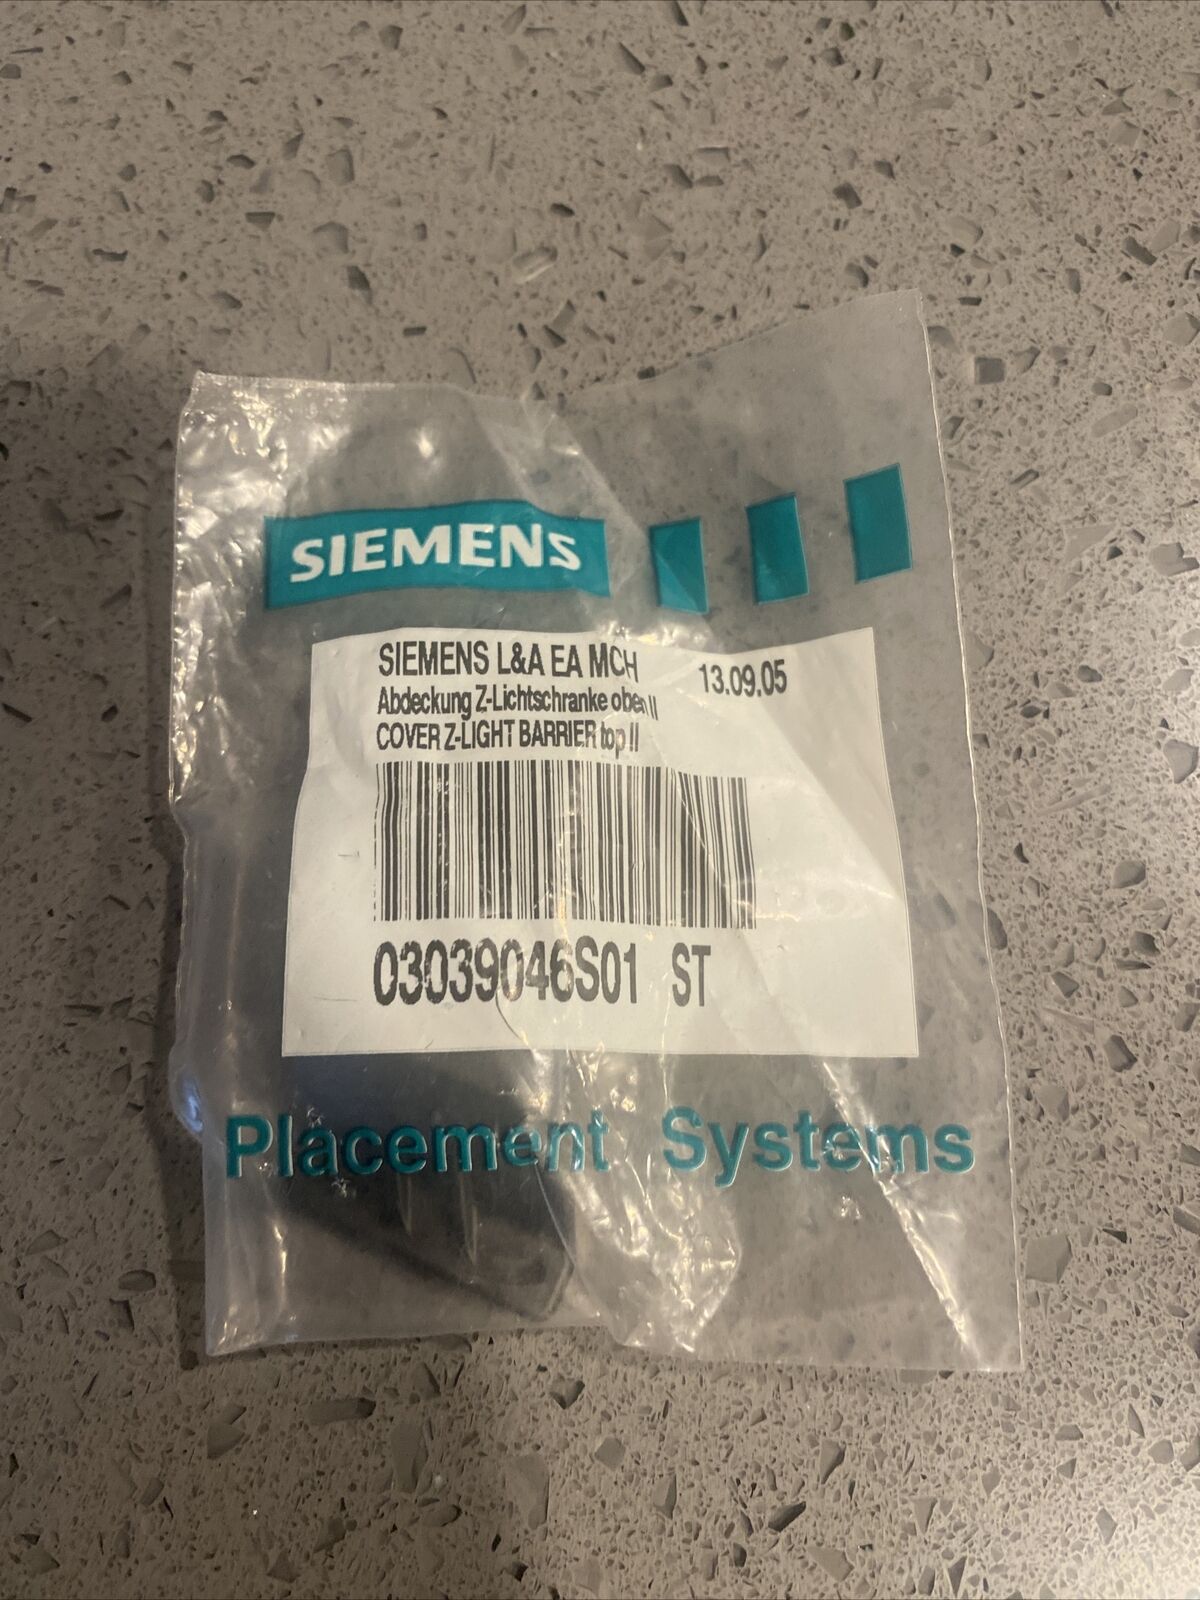 SIEMENS
SIEMENS L&A EA MCH 13.09.05
Abdeckung Z-Lichtschranke oben II
COVER Z-LIGHT BARRIER top II
03039046S01 ST
Placement Systems